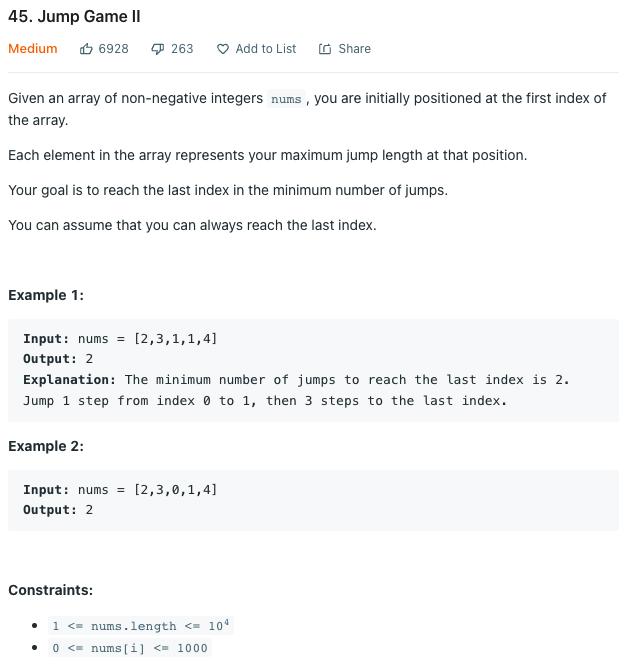 45. Jump Game II
Medium 6928 263 Add to List Share
Given an array of non-negative integers nums , you are initially positioned at the first index of
the array.
Each element in the array represents your maximum jump length at that position.
Your goal is to reach the last index in the minimum number of jumps.
You can assume that you can always reach the last index.
Example 1:
Input: nums = [2,3,1,1,4]
Output: 2
Explanation: The minimum number of jumps to reach the last index is 2.
Jump 1 step from index 0 to 1, then 3 steps to the last index.
Example 2:
Input: nums = [2,3,0,1,4]
Output: 2
Constraints:
• 1 <= nums.length <= 10⁴
• 0 <= nums[i] <= 1000